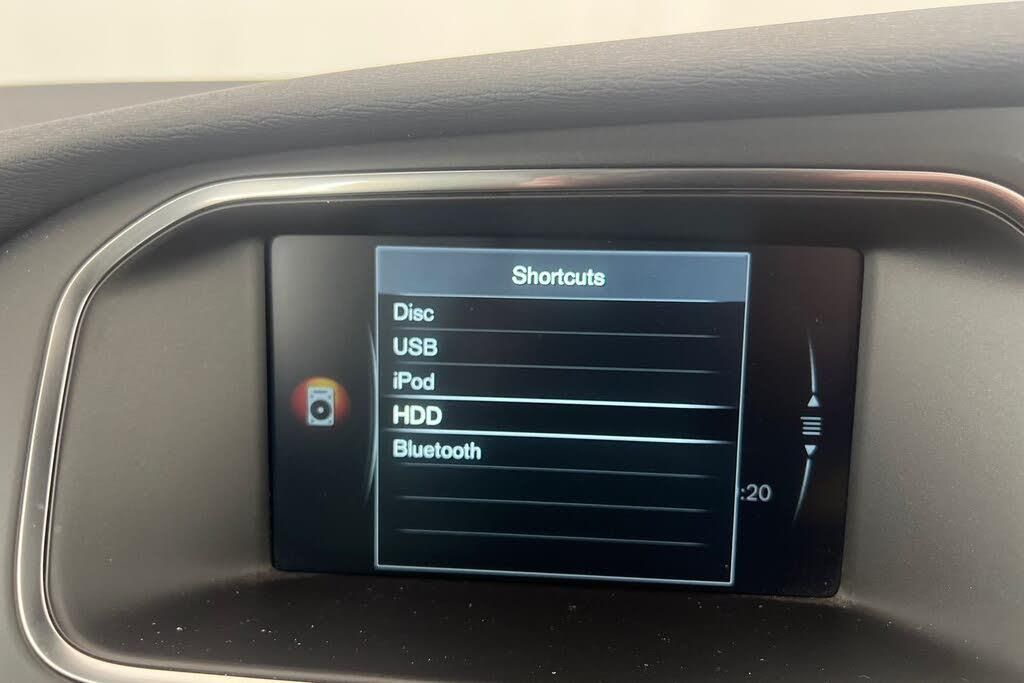 Shortcuts
Disc
USB
iPod
HDD
Bluetooth
:20